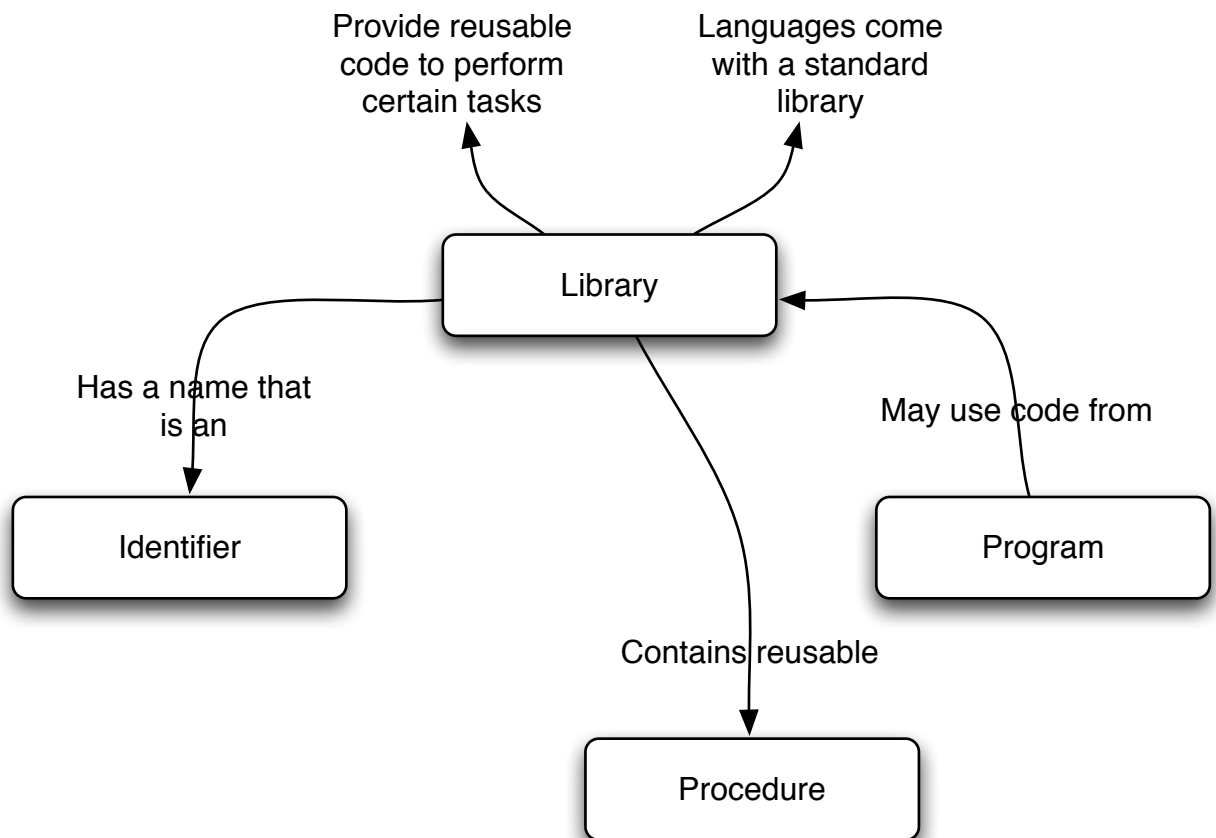 Provide reusable
code to perform
certain tasks
Languages come
with a standard
library
Library
Has a name that
is an
May use code from
Identifier
Program
Contains reusable
Procedure